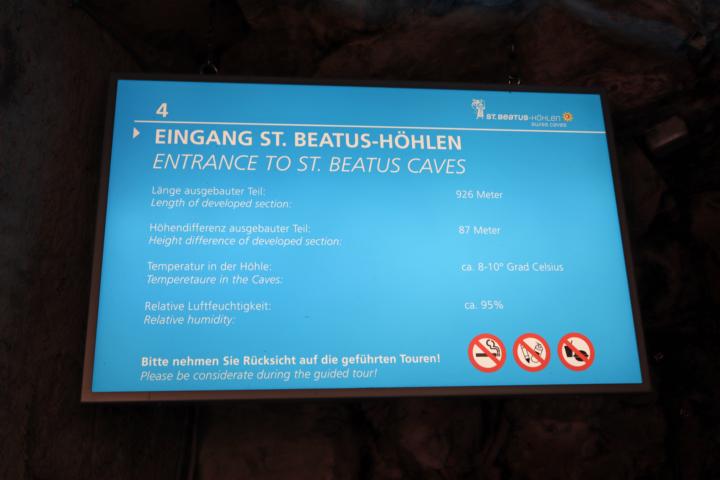 4
ST. BEATUS-HÖHLEN
swiss caves
EINGANG ST. BEATUS-HÖHLEN
ENTRANCE TO ST. BEATUS CAVES
Länge ausgebauter Teil: 926 Meter
Length of developed section:
Höhendifferenz ausgebauter Teil: 87 Meter
Height difference of developed section:
Temperatur in der Höhle: ca. 8-10° Grad Celsius
Temperetaure in the Caves:
Relative Luftfeuchtigkeit: ca. 95%
Relative humidity:
Bitte nehmen Sie Rücksicht auf die geführten Touren!
Please be considerate during the guided tour!